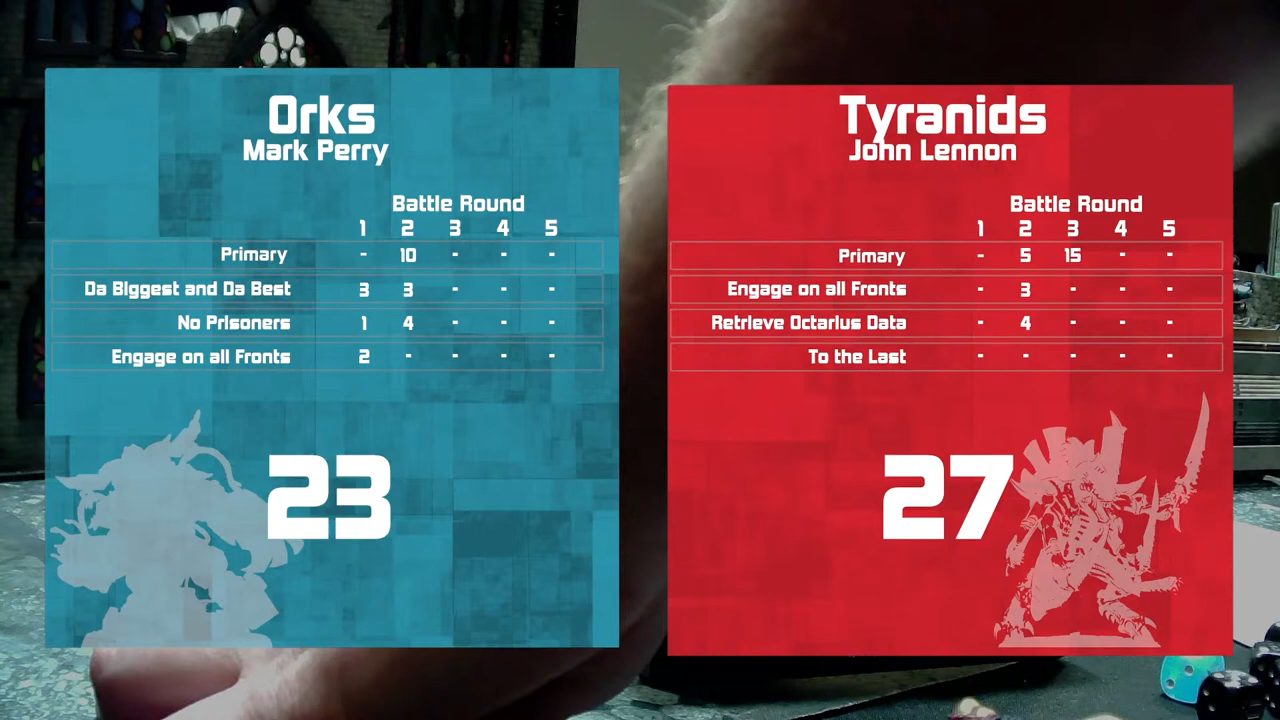 Orks
Mark Perry
Battle Round
1 2 3 4 5
Primary - 10 - - -
Da Biggest and Da Best 3 3 - - -
No Prisoners 1 4 - - -
Engage on all Fronts 2 - - - -
23
Tyranids
John Lennon
Battle Round
1 2 3 4 5
Primary - 5 15 - -
Engage on all Fronts - 3 - - -
Retrieve Octarius Data - 4 - - -
To the Last - - - - -
27